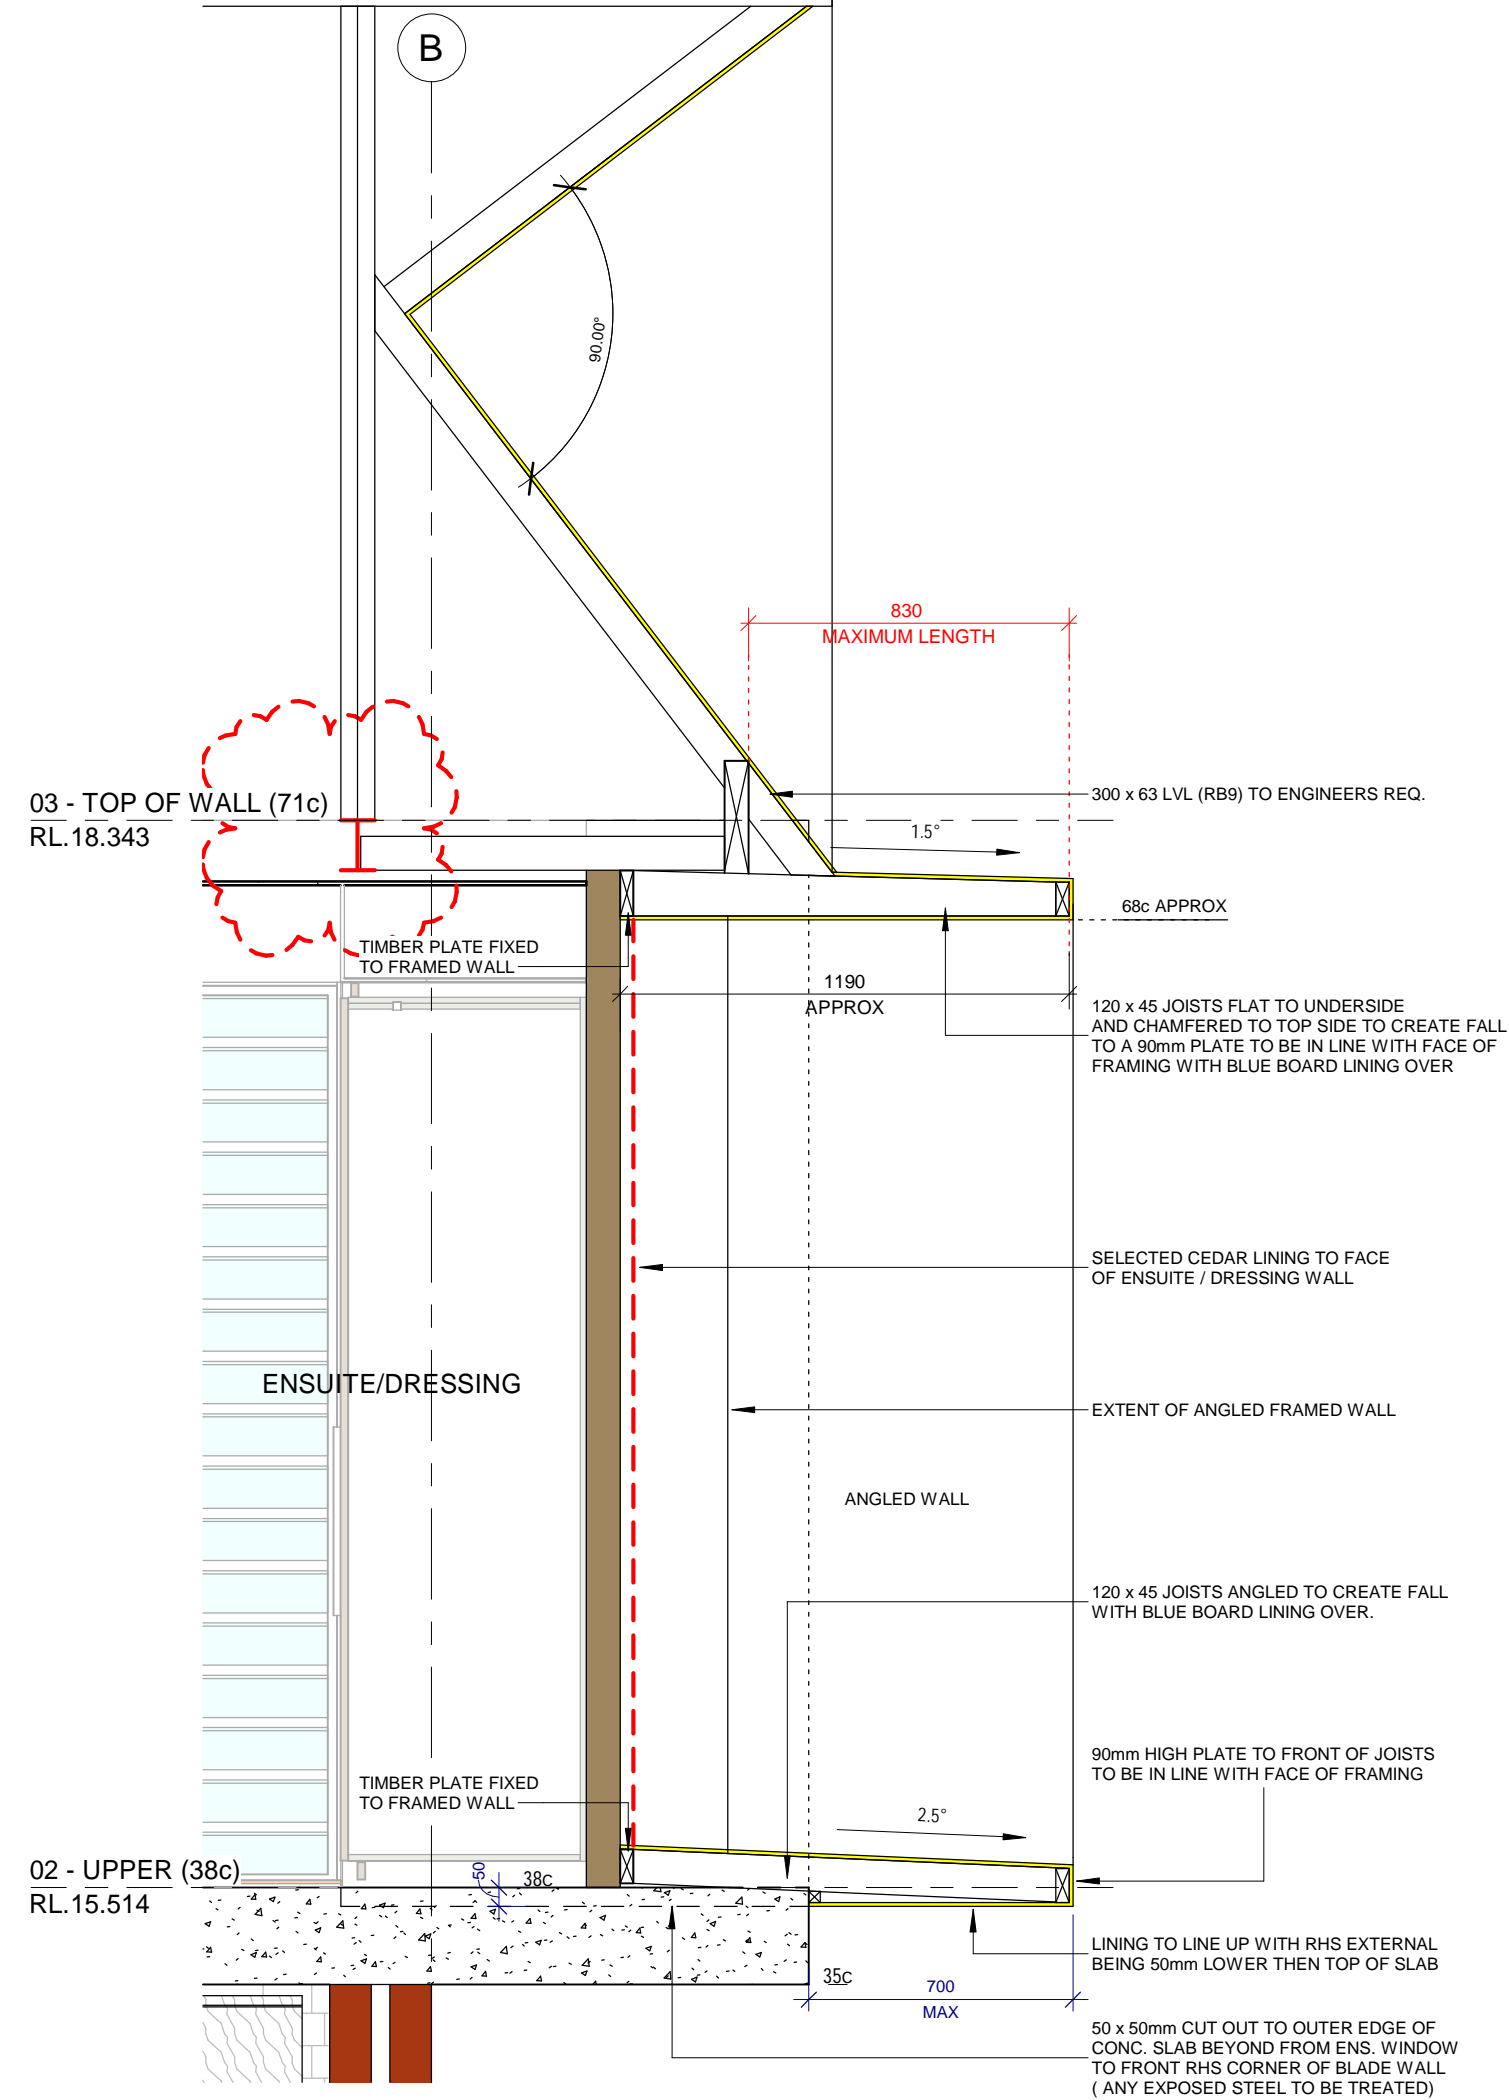 B
90.00°
830
MAXIMUM LENGTH
300 x 63 LVL (RB9) TO ENGINEERS REQ.
03 - TOP OF WALL (71c)
RL.18.343
1.5°
68c APPROX
TIMBER PLATE FIXED
TO FRAMED WALL
1190
APPROX
120 x 45 JOISTS FLAT TO UNDERSIDE
AND CHAMFERED TO TOP SIDE TO CREATE FALL
TO A 90mm PLATE TO BE IN LINE WITH FACE OF
FRAMING WITH BLUE BOARD LINING OVER
SELECTED CEDAR LINING TO FACE
OF ENSUITE / DRESSING WALL
ENSUITE/DRESSING
EXTENT OF ANGLED FRAMED WALL
ANGLED WALL
120 x 45 JOISTS ANGLED TO CREATE FALL
WITH BLUE BOARD LINING OVER.
90mm HIGH PLATE TO FRONT OF JOISTS
TO BE IN LINE WITH FACE OF FRAMING
TIMBER PLATE FIXED
TO FRAMED WALL
2.5°
02 - UPPER (38c)
RL.15.514
50
38c
LINING TO LINE UP WITH RHS EXTERNAL
BEING 50mm LOWER THEN TOP OF SLAB
35c
700
MAX
50 x 50mm CUT OUT TO OUTER EDGE OF
CONC. SLAB BEYOND FROM ENS. WINDOW
TO FRONT RHS CORNER OF BLADE WALL
( ANY EXPOSED STEEL TO BE TREATED)